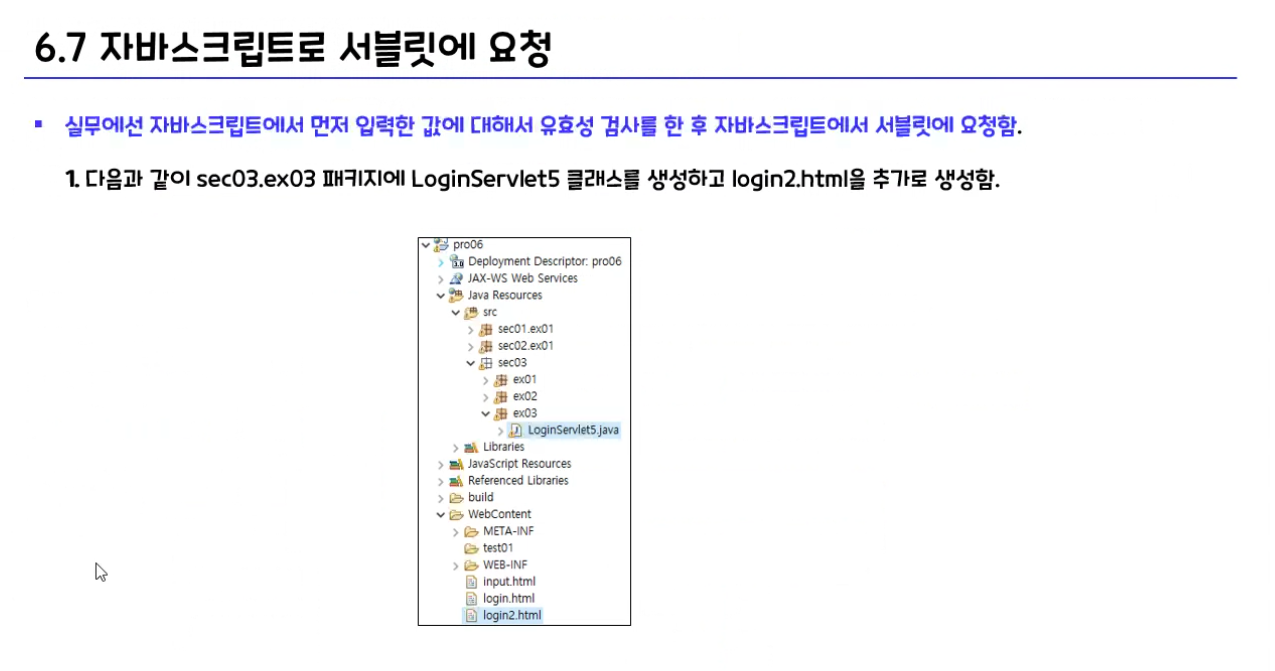 6.7 자바스크립트로 서블릿에 요청
▪ 실무에선 자바스크립트에서 먼저 입력한 값에 대해서 유효성 검사를 한 후 자바스크립트에서 서블릿에 요청함.
1. 다음과 같이 sec03.ex03 패키지에 LoginServlet5 클래스를 생성하고 login2.html을 추가로 생성함.
pro06
Deployment Descriptor: pro06
JAX-WS Web Services
Java Resources
src
sec01.ex01
sec02.ex01
sec03
ex01
ex02
ex03
LoginServlet5.java
Libraries
JavaScript Resources
Referenced Libraries
build
WebContent
META-INF
test01
WEB-INF
input.html
login.html
login2.html